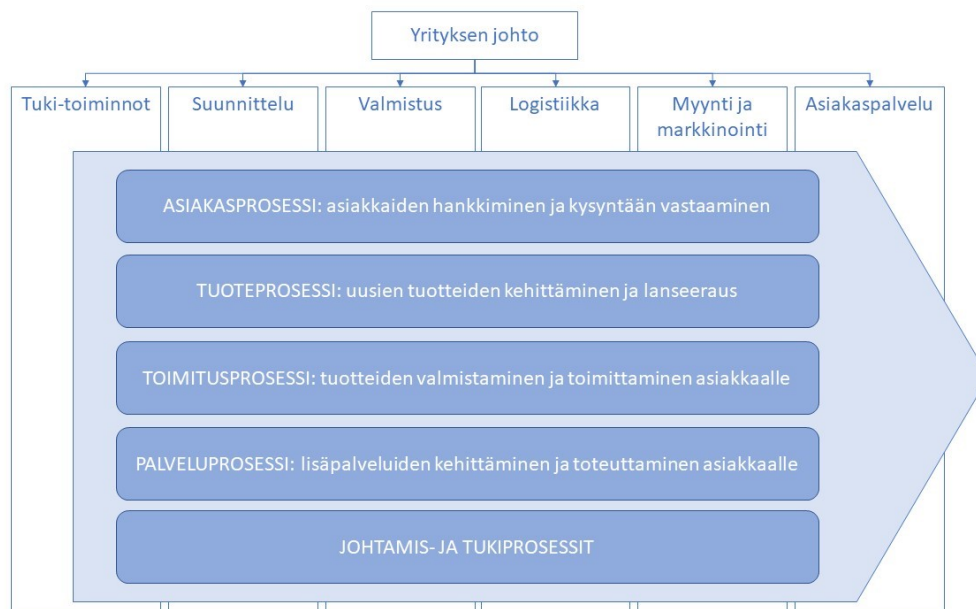 Yrityksen johto
Tuki-toiminnot
Suunnittelu
Valmistus
Logistiikka
Myynti ja
markkinointi
Asiakaspalvelu
ASIAKASPROSESSI: asiakkaiden hankkiminen ja kysyntään vastaaminen
TUOTEPROSESSI: uusien tuotteiden kehittäminen ja lanseeraus
TOIMITUSPROSESSI: tuotteiden valmistaminen ja toimittaminen asiakkaalle
PALVELUPROSESSI: lisäpalveluiden kehittäminen ja toteuttaminen asiakkaalle
JOHTAMIS- JA TUKIPROSESSIT